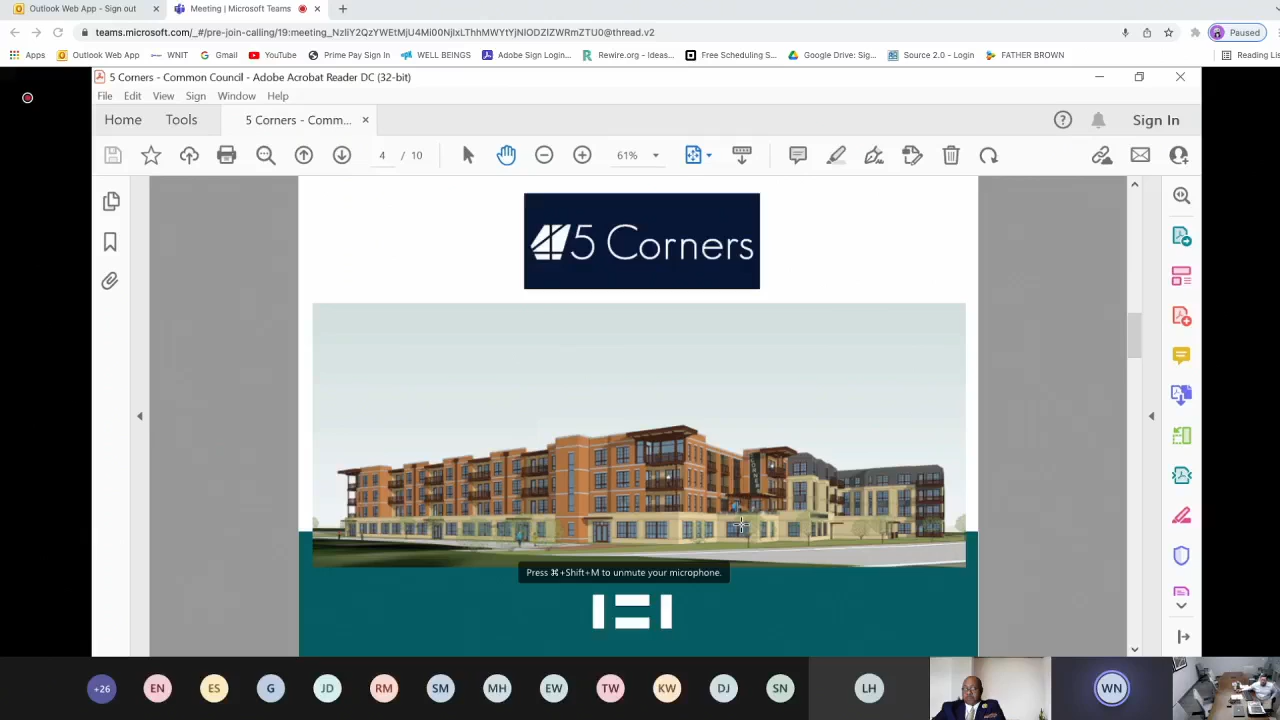 Outlook Web App - Sign out
Meeting | Microsoft Teams
teams.microsoft.com/_#/pre-join-calling/19:meeting_NzliY2QzYWEtMjU4Mi00NjIxLThhMWYtYjNlODZlZWRmZTU0@thread.v2
Paused
Apps
Outlook Web App
WNIT
Gmail
YouTube
Prime Pay Sign In
WELL BEINGS
Adobe Sign Login...
Rewire.org - Ideas...
Free Scheduling S...
Google Drive: Sig...
Source 2.0 - Login
FATHER BROWN
Reading Lis
5 Corners - Common Council - Adobe Acrobat Reader DC (32-bit)
File Edit View Sign Window Help
Home Tools 5 Corners - Comm...
Sign In
4 / 10
61%
5 Corners
Press ⌘+Shift+M to unmute your microphone.
+26 EN ES G JD RM SM MH EW TW KW DJ SN LH WN